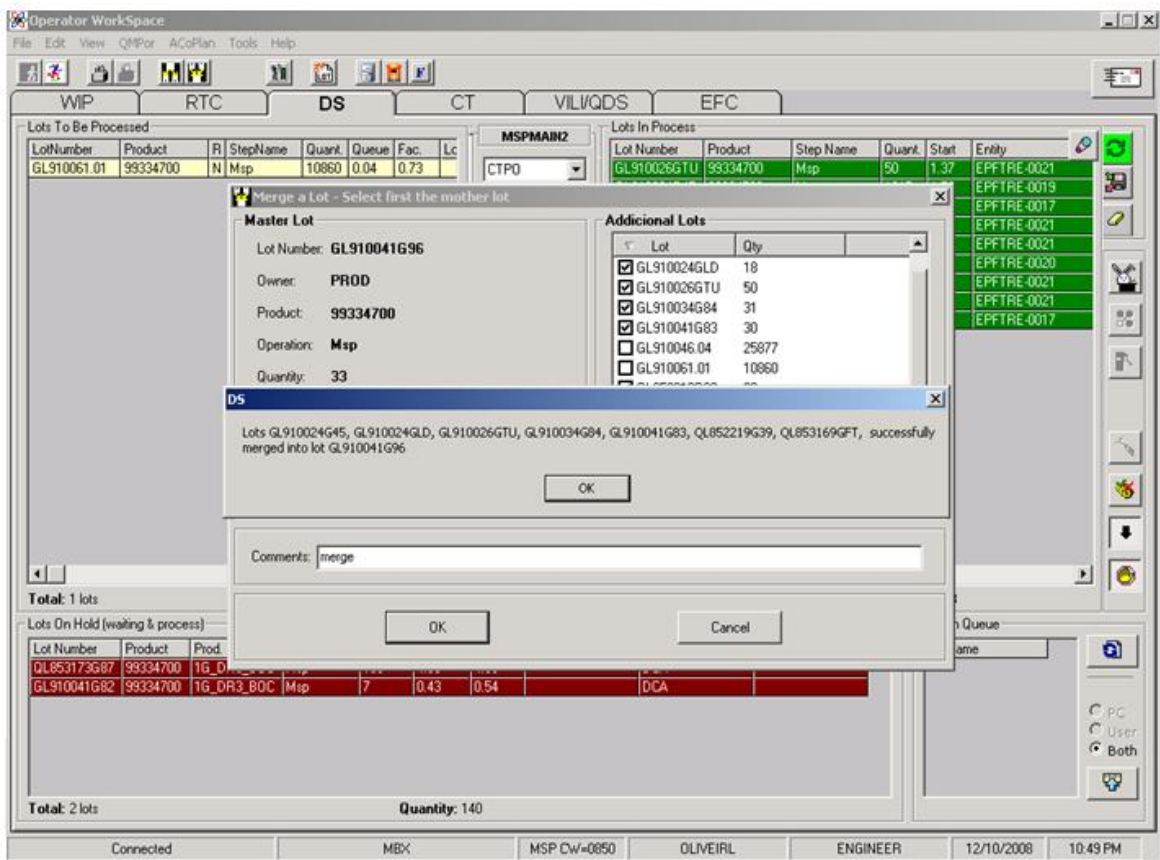 Operator WorkSpace
File Edit View QMPor ACoPlan Tools Help
WIP RTC DS CT VILI/QDS EFC
Lots To Be Processed
LotNumber Product R StepName Quant. Queue Fac. Lc
GL910061.01 99334700 N Msp 10860 0.04 0.73
MSPMAIN2
CTPO
Lots In Process
Lot Number Product Step Name Quant. Start Entity
GL910026GTU 99334700 Msp 50 1.37 EPFTRE-0021
EPFTRE-0019
EPFTRE-0017
EPFTRE-0021
EPFTRE-0021
EPFTRE-0020
EPFTRE-0021
EPFTRE-0021
EPFTRE-0017
Merge a Lot - Select first the mother lot
Master Lot
Lot Number: GL910041G96
Owner: PROD
Product: 99334700
Operation: Msp
Quantity: 33
Addicional Lots
Lot Qty
GL910024GLD 18
GL910026GTU 50
GL910034G84 31
GL910041G83 30
GL910046.04 25877
GL910061.01 10860
DS
Lots GL910024G45, GL910024GLD, GL910026GTU, GL910034G84, GL910041G83, QL852219G39, QL853169GFT, successfully
merged into lot GL910041G96
OK
Comments: merge
OK Cancel
Total: 1 lots
Lots On Hold (waiting & process)
Lot Number Product Prod.
QL853173G87 99334700
GL910041G82 99334700 1G_DR3_BOC Msp 7 0.43 0.54 DCA
Total: 2 lots Quantity: 140
Queue
PC
User
Both
Connected MBX MSP CW=0850 OLIVEIRL ENGINEER 12/10/2008 10:49 PM